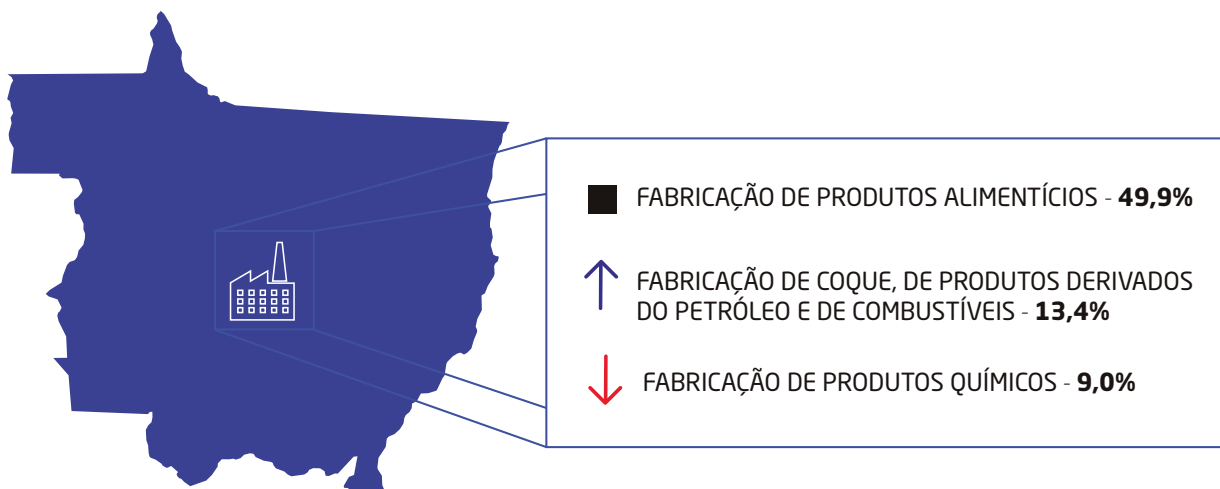 FABRICAÇÃO DE PRODUTOS ALIMENTÍCIOS - 49,9%
FABRICAÇÃO DE COQUE, DE PRODUTOS DERIVADOS
DO PETRÓLEO E DE COMBUSTÍVEIS - 13,4%
FABRICAÇÃO DE PRODUTOS QUÍMICOS - 9,0%